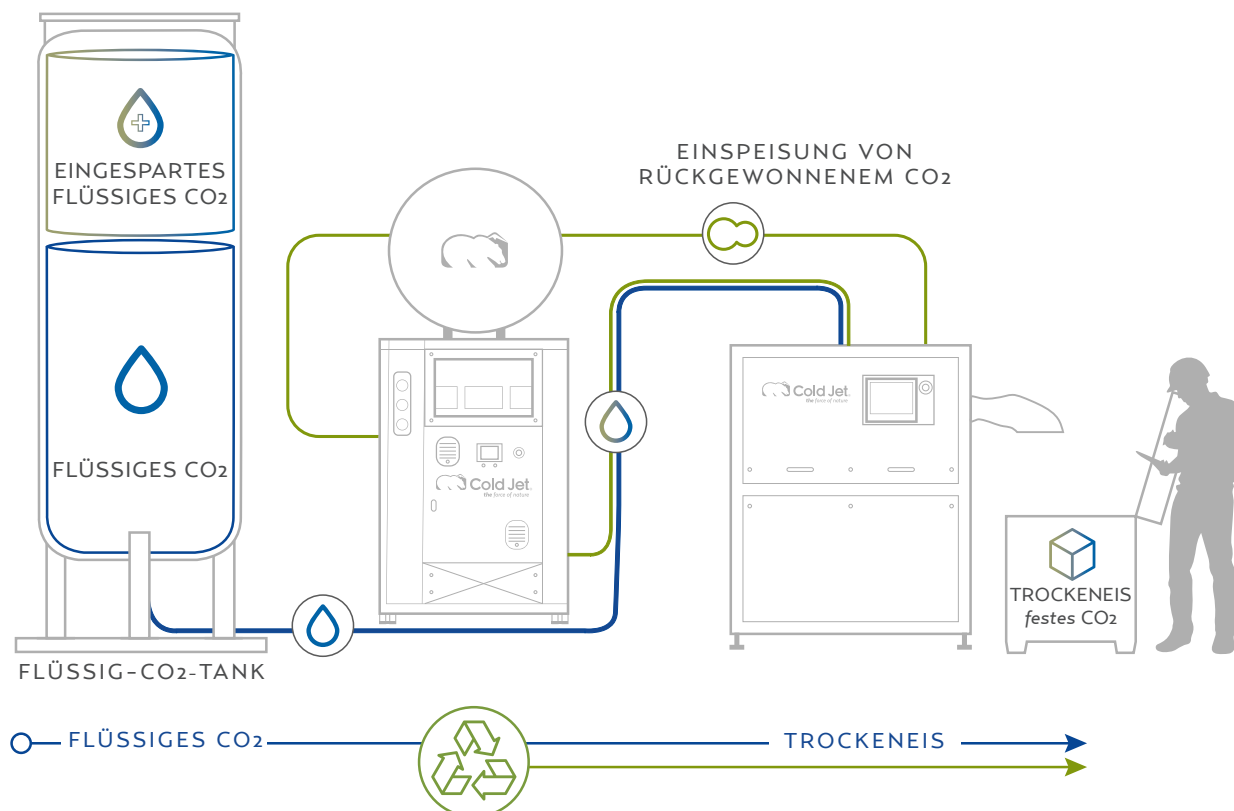 EINGESPARTES
FLÜSSIGES CO2
FLÜSSIGES CO2
FLÜSSIG-CO2-TANK
EINSPEISUNG VON
RÜCKGEWONNENEM CO2
Cold Jet®
the force of nature
Cold Jet®
the force of nature
TROCKENEIS
festes CO2
FLÜSSIGES CO2
TROCKENEIS